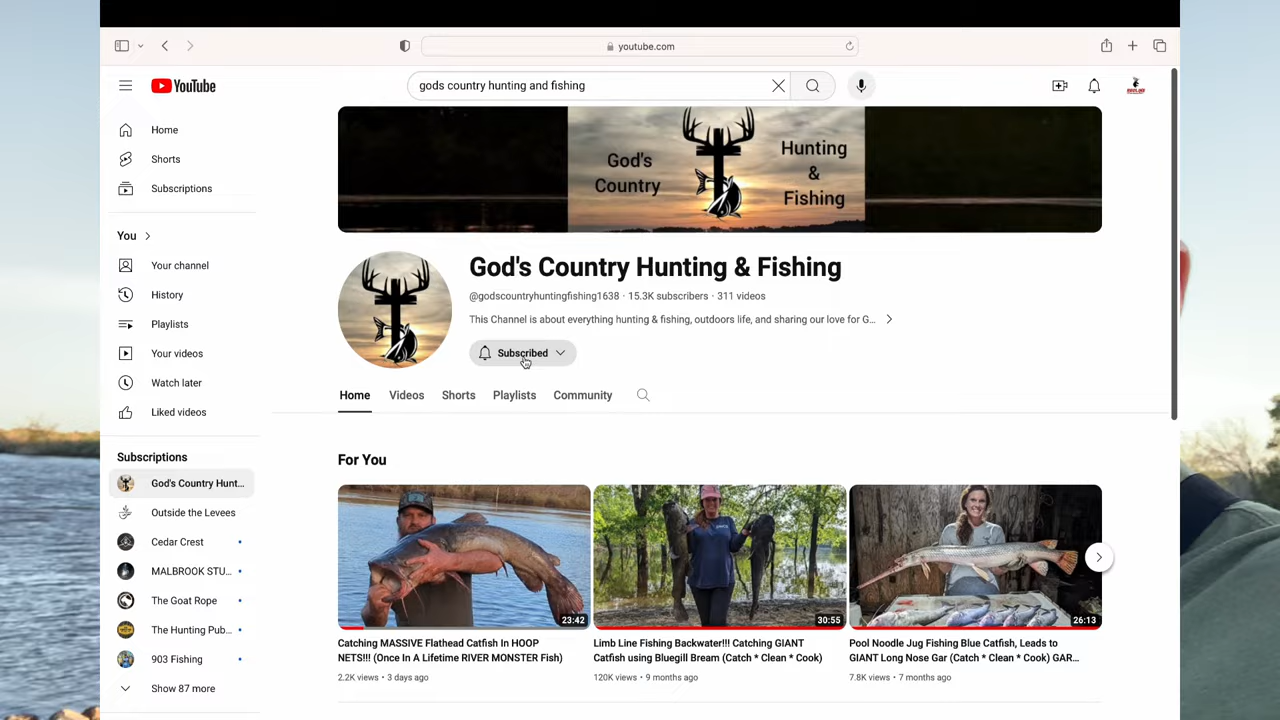 youtube.com
YouTube
gods country hunting and fishing
Home
Shorts
Subscriptions
You
Your channel
History
Playlists
Your videos
Watch later
Liked videos
Subscriptions
God's Country Hunt...
Outside the Levees
Cedar Crest
MALBROOK STU...
The Goat Rope
The Hunting Pub...
903 Fishing
Show 87 more
God's
Country
Hunting
&
Fishing
God's Country Hunting & Fishing
@godscountryhuntingfishing1638 · 15.3K subscribers · 311 videos
This Channel is about everything hunting & fishing, outdoors life, and sharing our love for G...
Subscribed
Home Videos Shorts Playlists Community
For You
23:42
Catching MASSIVE Flathead Catfish In HOOP
NETS!!! (Once In A Lifetime RIVER MONSTER Fish)
2.2K views • 3 days ago
30:55
Limb Line Fishing Backwater!!! Catching GIANT
Catfish using Bluegill Bream (Catch * Clean * Cook)
120K views • 9 months ago
26:13
Pool Noodle Jug Fishing Blue Catfish, Leads to
GIANT Long Nose Gar (Catch * Clean * Cook) GAR...
7.8K views • 7 months ago